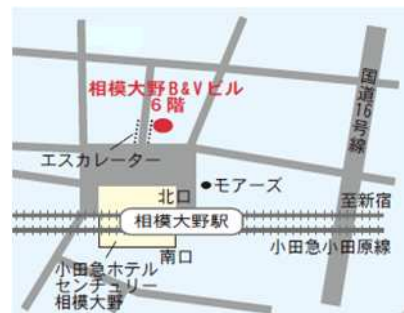 相模大野B&Vビル
6階
国道16号線
エスカレーター
北口
モアーズ
至新宿
相模大野駅
小田急小田原線
南口
小田急ホテル
センチュリー
相模大野